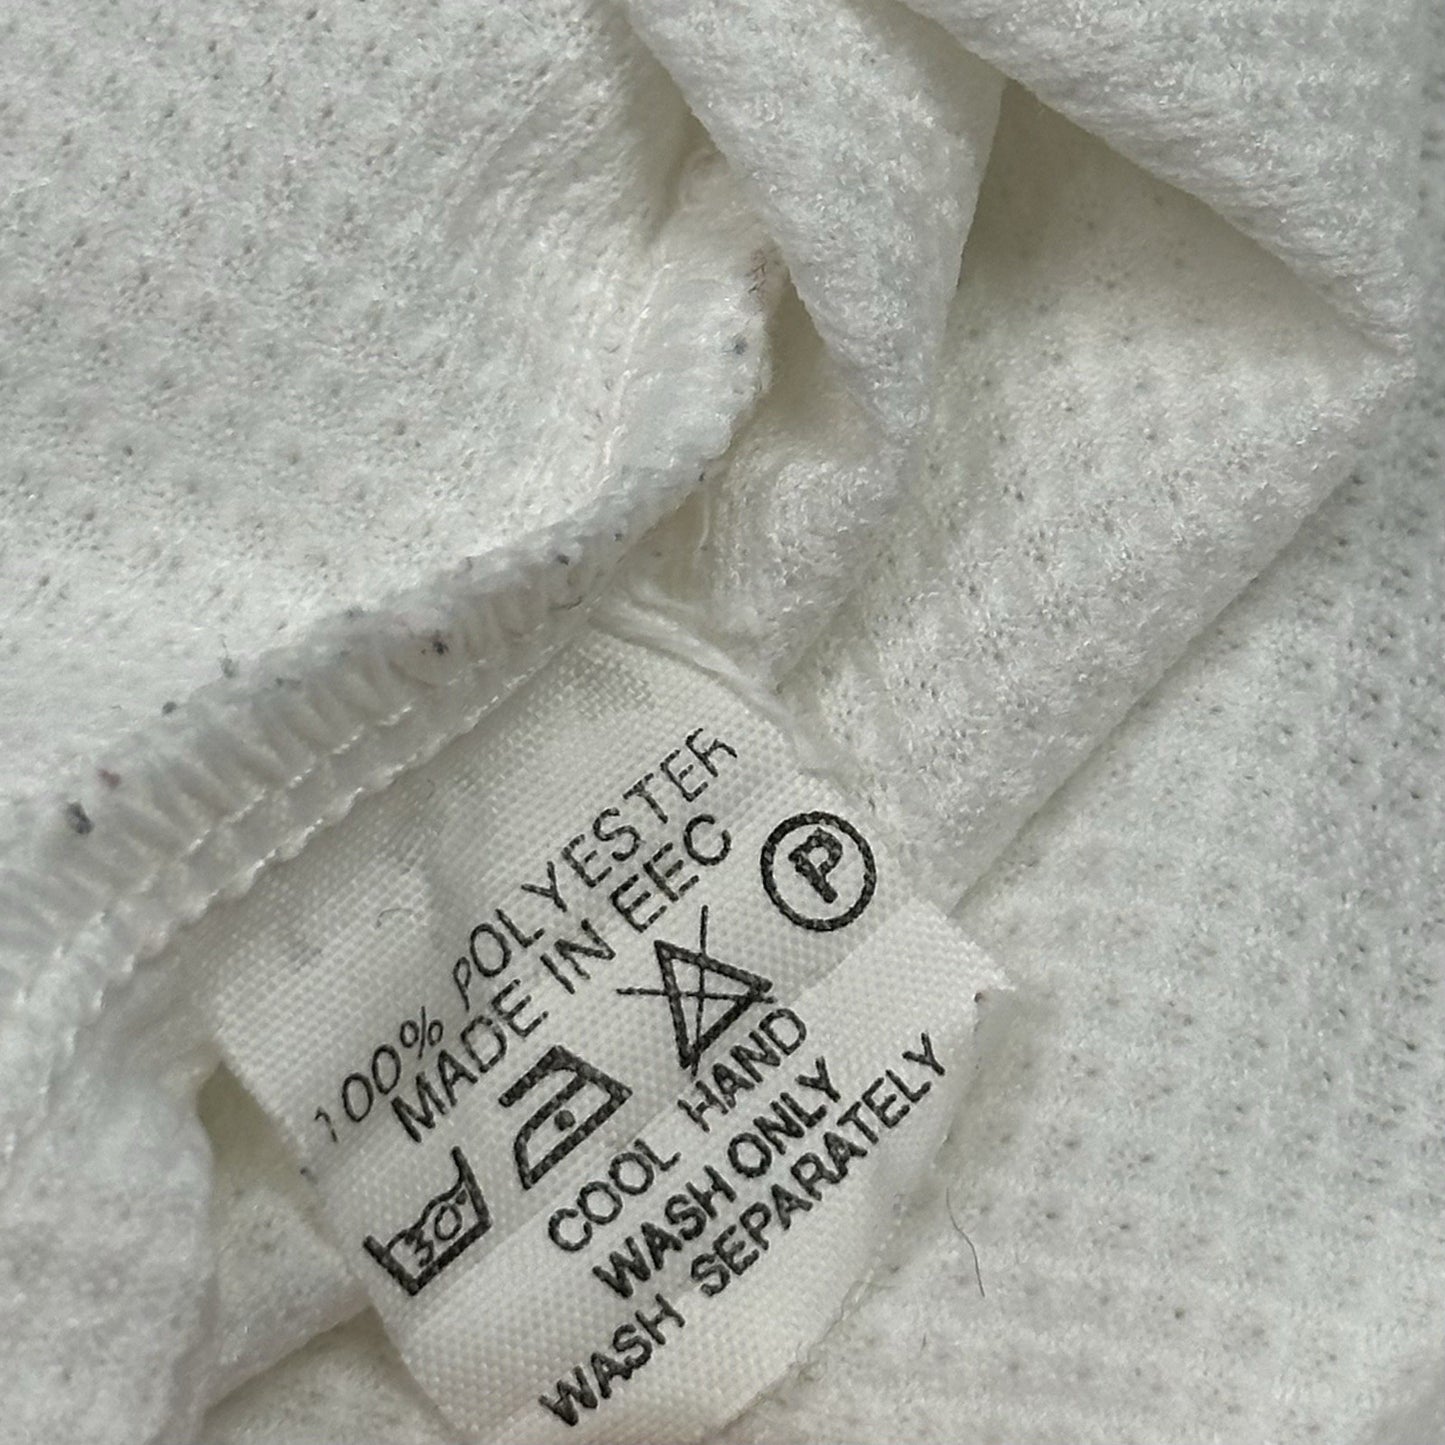 100% POLYESTER
MADE IN EEC
30° P
COOL HAND
WASH ONLY
WASH SEPARATELY